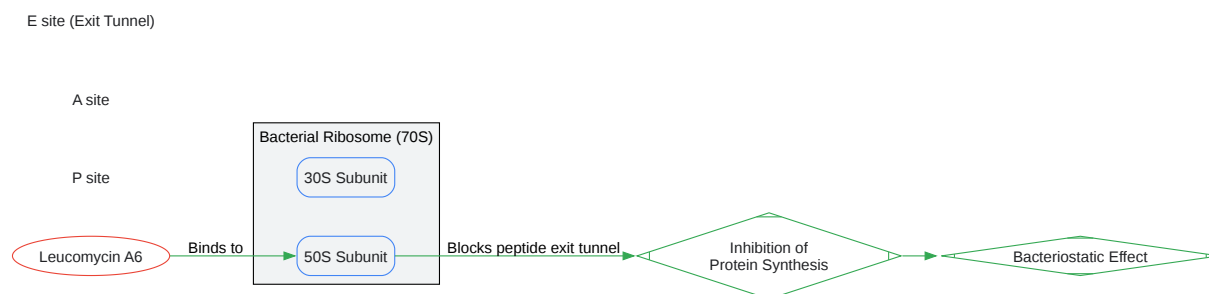 E site (Exit Tunnel)
A site
Bacterial Ribosome (70S)
P site
30S Subunit
Leucomycin A6
Binds to
50S Subunit
Blocks peptide exit tunnel
Inhibition of
Protein Synthesis
Bacteriostatic Effect